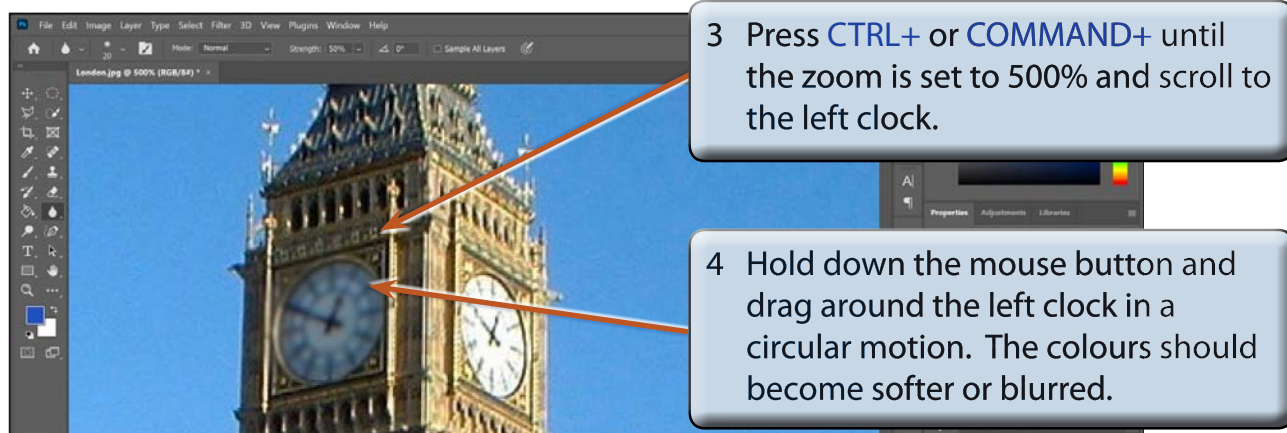 Ps File Edit Image Layer Type Select Filter 3D View Plugins Window Help
20 Mode: Normal Strength: 50% 0° Sample All Layers
London.jpg @ 500% (RGB/8#) * ×
3 Press CTRL+ or COMMAND+ until
the zoom is set to 500% and scroll to
the left clock.
A|
Properties Adjustments Libraries
4 Hold down the mouse button and
drag around the left clock in a
circular motion. The colours should
become softer or blurred.